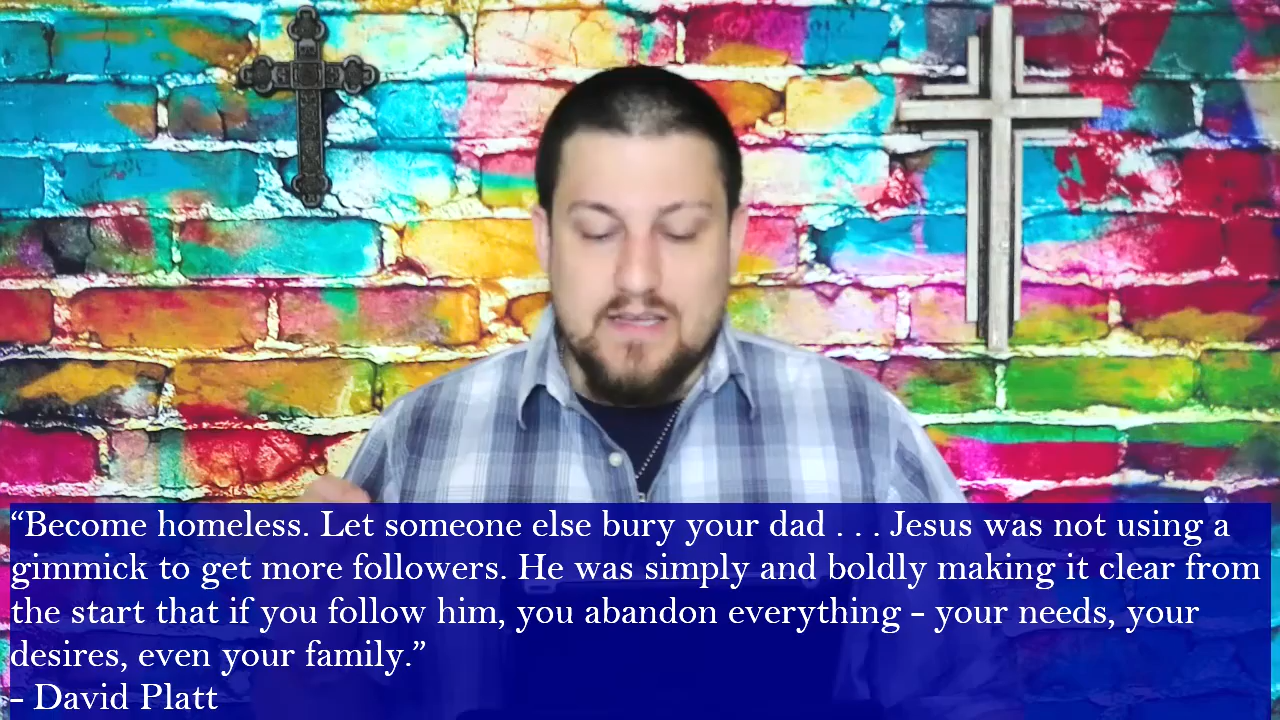 “Become homeless. Let someone else bury your dad . . . Jesus was not using a
gimmick to get more followers. He was simply and boldly making it clear from
the start that if you follow him, you abandon everything – your needs, your
desires, even your family.”
– David Platt